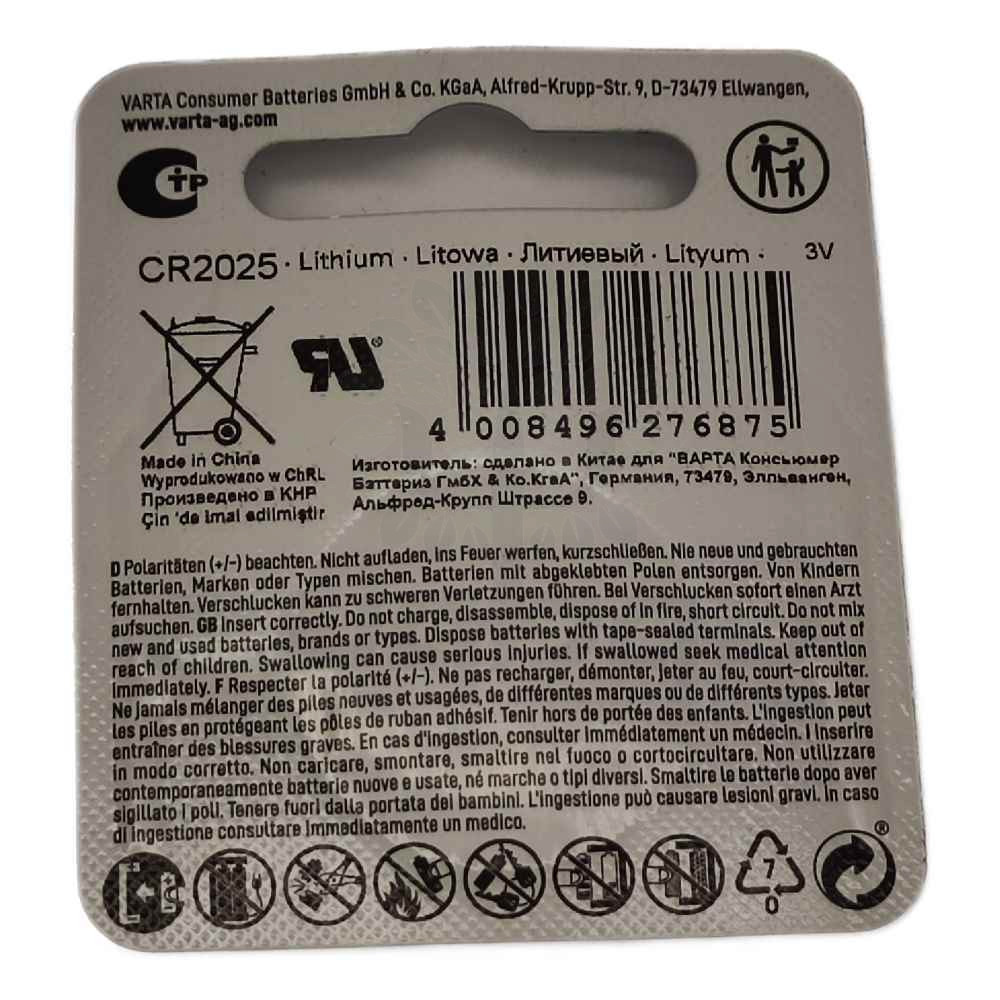 VARTA Consumer Batteries GmbH & Co. KGaA, Alfred-Krupp-Str. 9, D-73479 Ellwangen,
www.varta-ag.com
CTP
CR2025 · Lithium · Litowa · Литиевый · Lityum · 3V
UR®
4 008496 276875
Made in China
Wyprodukowano w ChRL
Произведено в КНР
Çin 'de imal edilmiştir
Изготовитель: сделано в Китае для "ВАРТА Консьюмер
Баттериз ГмбХ & Ко.КгаА", Германия, 73479, Элльванген,
Альфред-Крупп Штрассе 9.
D Polaritäten (+/-) beachten. Nicht aufladen, ins Feuer werfen, kurzschließen. Nie neue und gebrauchten
Batterien, Marken oder Typen mischen. Batterien mit abgeklebten Polen entsorgen. Von Kindern
fernhalten. Verschlucken kann zu schweren Verletzungen führen. Bei Verschlucken sofort einen Arzt
aufsuchen. GB Insert correctly. Do not charge, disassemble, dispose of in fire, short circuit. Do not mix
new and used batteries, brands or types. Dispose batteries with tape-sealed terminals. Keep out of
reach of children. Swallowing can cause serious injuries. If swallowed seek medical attention
immediately. F Respecter la polarité (+/-). Ne pas recharger, démonter, jeter au feu, court-circuiter.
Ne jamais mélanger des piles neuves et usagées, de différentes marques ou de différents types. Jeter
les piles en protégeant les pôles de ruban adhésif. Tenir hors de portée des enfants. L'ingestion peut
entraîner des blessures graves. En cas d'ingestion, consulter immédiatement un médecin. I Inserire
in modo corretto. Non caricare, smontare, smaltire nel fuoco o cortocircuitare. Non utilizzare
contemporaneamente batterie nuove e usate, né marche o tipi diversi. Smaltire le batterie dopo aver
sigillato i poli. Tenere fuori dalla portata dei bambini. L'ingestione può causare lesioni gravi. In caso
di ingestione consultare immediatamente un medico.
7
0
®